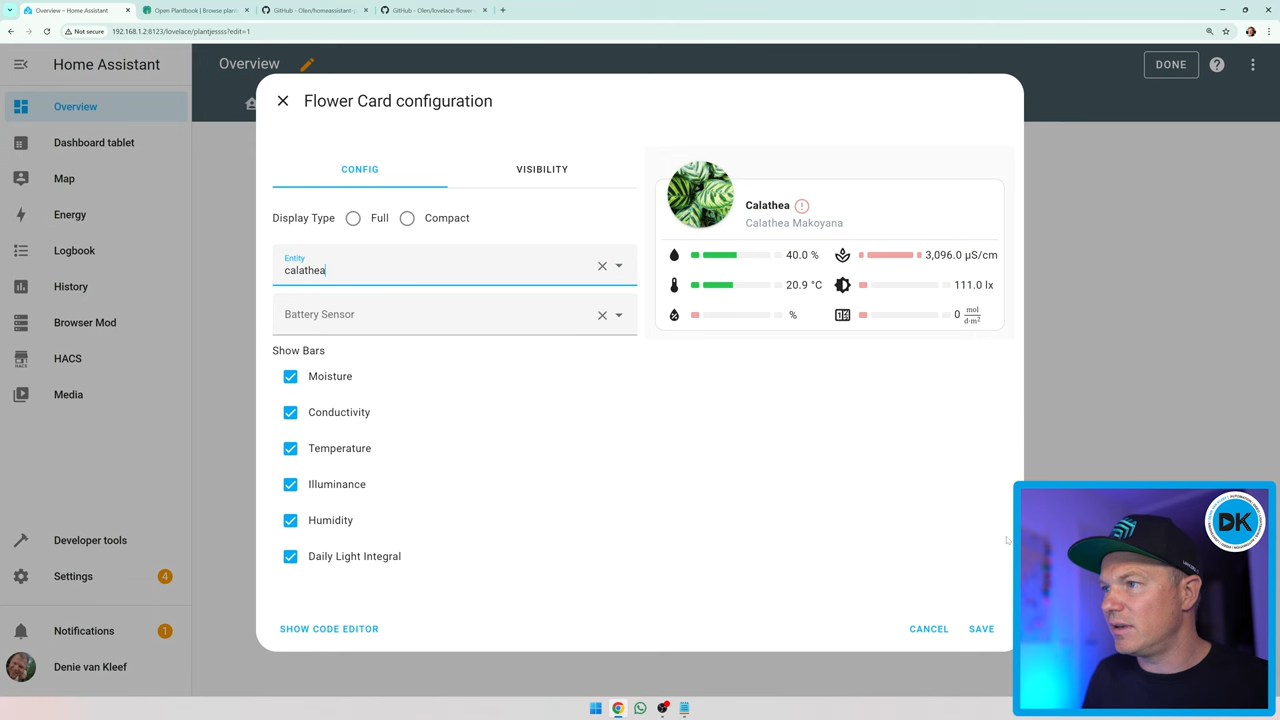 Overview – Home Assistant
Open Plantbook | Browse plan
GitHub - Olen/homeassistant-p
GitHub - Olen/lovelace-flower-
Not secure
192.168.1.2:8123/lovelace/plantjessss?edit=1
Home Assistant
Overview
DONE
Overview
Dashboard tablet
Map
Energy
Logbook
History
Browser Mod
HACS
HACS
Media
Developer tools
Settings
4
Notifications
1
Denie van Kleef
Flower Card configuration
CONFIG
VISIBILITY
Display Type
Full
Compact
Entity
calathea
Battery Sensor
Show Bars
Moisture
Conductivity
Temperature
Illuminance
Humidity
Daily Light Integral
SHOW CODE EDITOR
CANCEL
SAVE
Calathea
Calathea Makoyana
40.0 %
3,096.0 µS/cm
20.9 °C
111.0 lx
%
0 mol
d·m²
DK